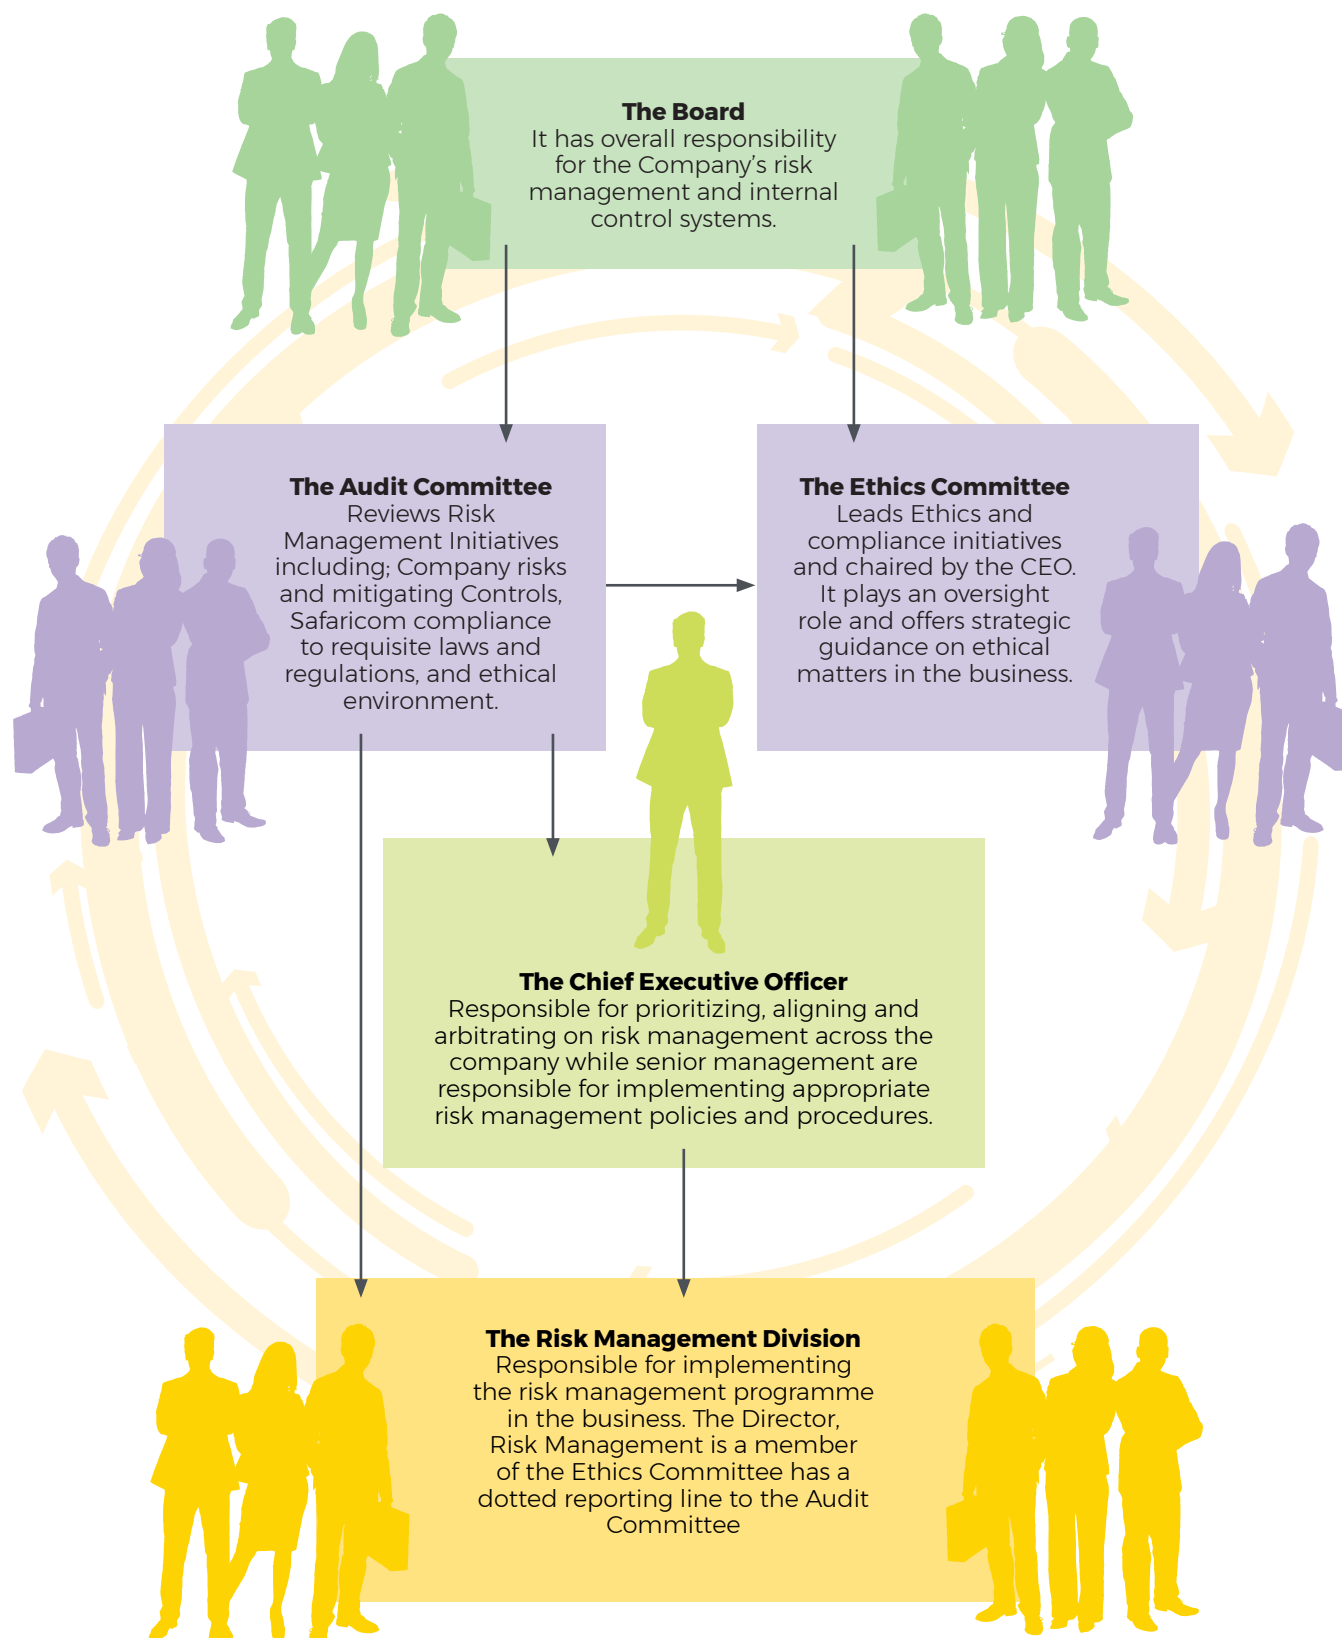 The Board
It has overall responsibility
for the Company’s risk
management and internal
control systems.
The Audit Committee
Reviews Risk
Management Initiatives
including; Company risks
and mitigating Controls,
Safaricom compliance
to requisite laws and
regulations, and ethical
environment.
The Ethics Committee
Leads Ethics and
compliance initiatives
and chaired by the CEO.
It plays an oversight
role and offers strategic
guidance on ethical
matters in the business.
The Chief Executive Officer
Responsible for prioritizing, aligning and
arbitrating on risk management across the
company while senior management are
responsible for implementing appropriate
risk management policies and procedures.
The Risk Management Division
Responsible for implementing
the risk management programme
in the business. The Director,
Risk Management is a member
of the Ethics Committee has a
dotted reporting line to the Audit
Committee